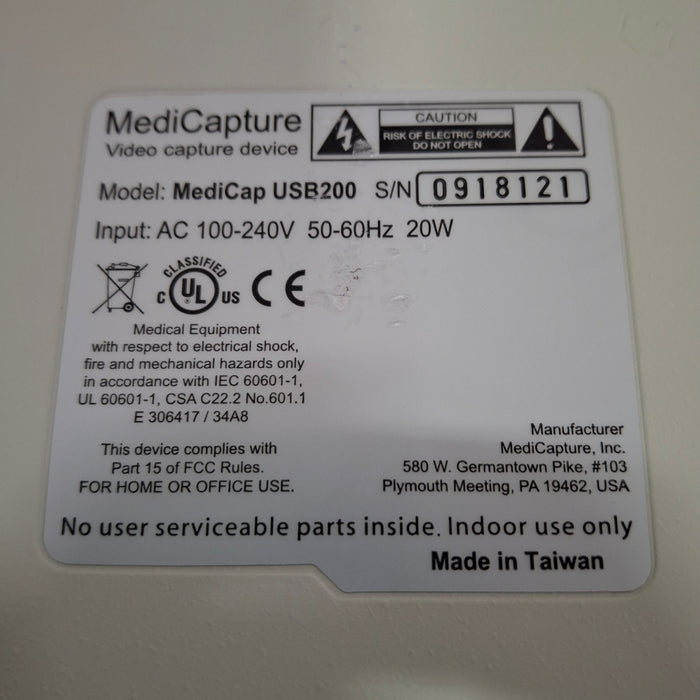 MediCapture
Video capture device
CAUTION
RISK OF ELECTRIC SHOCK
DO NOT OPEN
Model: MediCap USB200 S/N 0918121
Input: AC 100-240V 50-60Hz 20W
CLASSIFIED
C UL US CE
Medical Equipment
with respect to electrical shock,
fire and mechanical hazards only
in accordance with IEC 60601-1,
UL 60601-1, CSA C22.2 No.601.1
E 306417 / 34A8
This device complies with
Part 15 of FCC Rules.
FOR HOME OR OFFICE USE.
Manufacturer
MediCapture, Inc.
580 W. Germantown Pike, #103
Plymouth Meeting, PA 19462, USA
No user serviceable parts inside. Indoor use only
Made in Taiwan